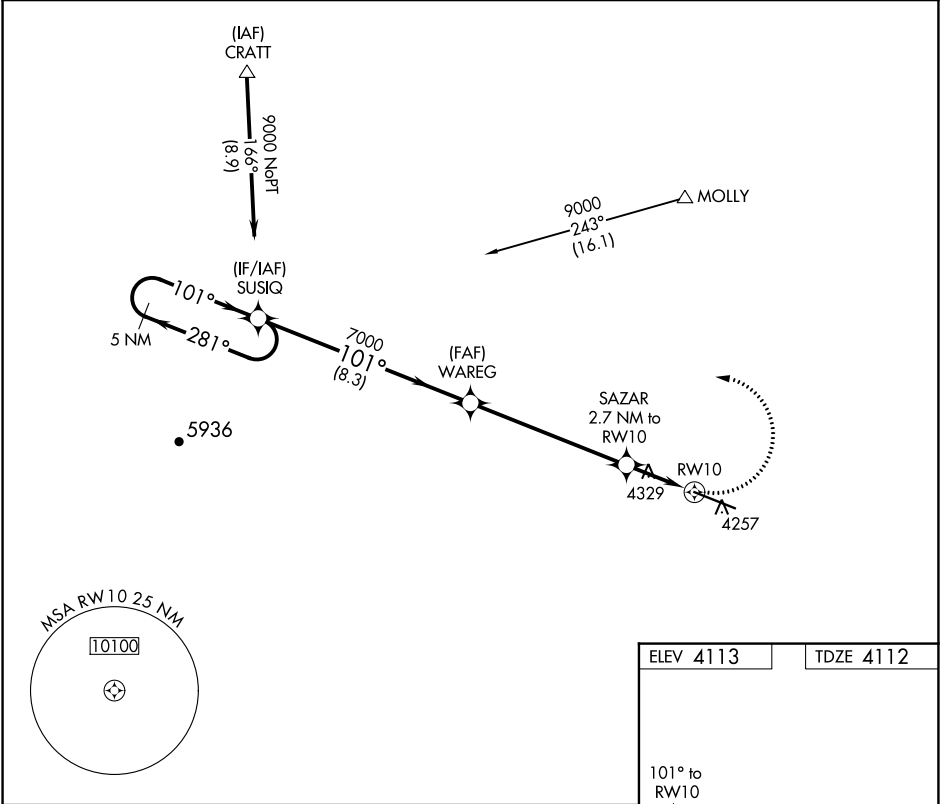 (IAF)
CRATT
9000 NoPT
166°
(8.9)
MOLLY
9000
243°
(16.1)
(IF/IAF)
SUSIQ
101°
281°
5 NM
7000
101°
(8.3)
(FAF)
WAREG
5936
SAZAR
2.7 NM to
RW10
RW10
4329
4257
MSA RW10 25 NM
10100
ELEV 4113
TDZE 4112
101° to
RW10